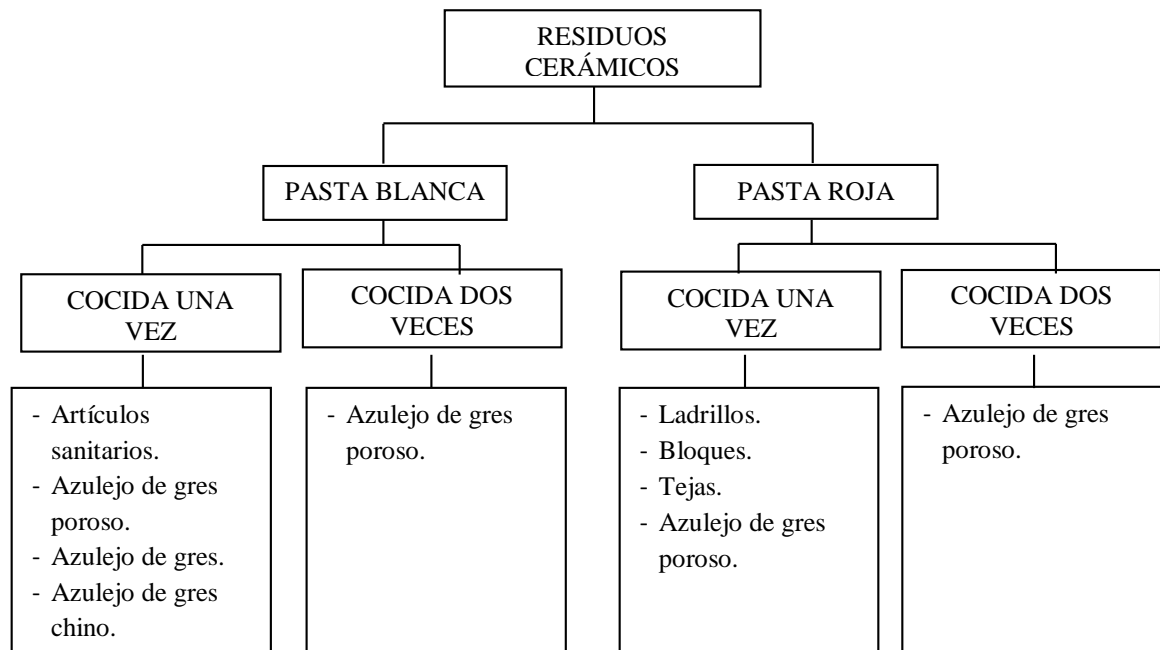 RESIDUOS
CERÁMICOS
PASTA BLANCA
PASTA ROJA
COCIDA UNA
VEZ
COCIDA DOS
VECES
COCIDA UNA
VEZ
COCIDA DOS
VECES
- Artículos
sanitarios.
- Azulejo de gres
poroso.
- Azulejo de gres.
- Azulejo de gres
chino.
- Azulejo de gres
poroso.
- Ladrillos.
- Bloques.
- Tejas.
- Azulejo de gres
poroso.
- Azulejo de gres
poroso.